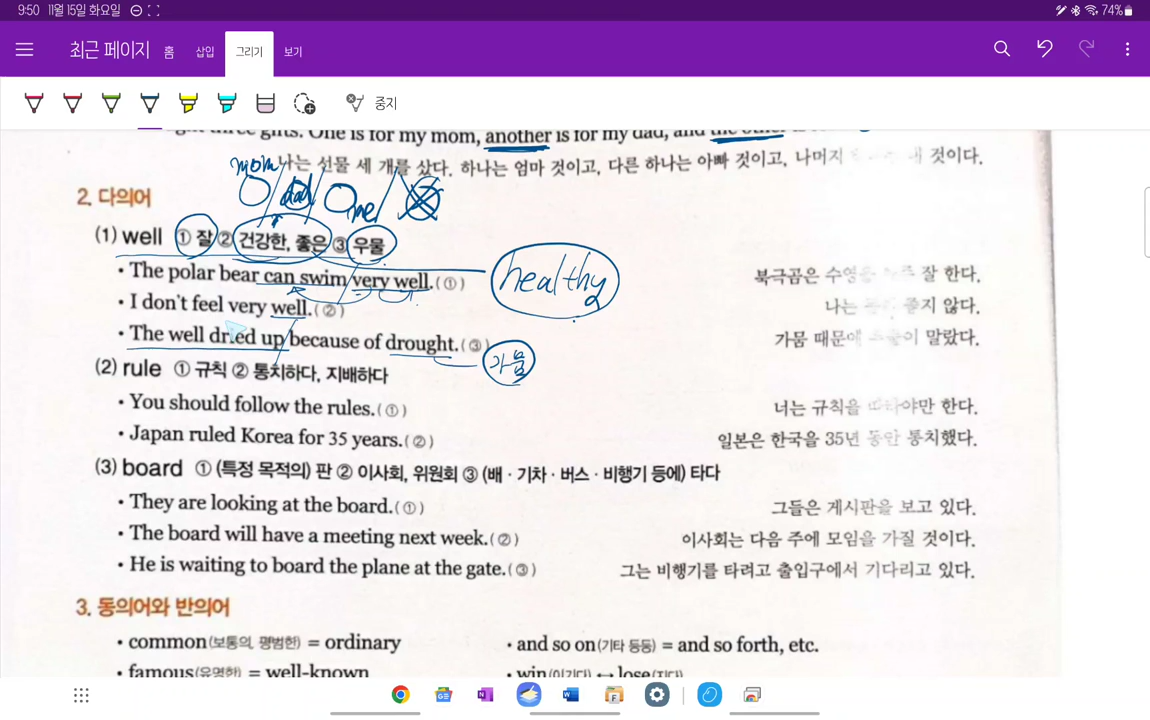 9:50 11월 15일 화요일 74%
최근 페이지 홈 삽입 그리기 보기
중지
three gifts. One is for my mom, another is for my dad, and the other
나는 선물 세 개를 샀다. 하나는 엄마 것이고, 다른 하나는 아빠 것이고, 나머지 것이다.
mom dad me
2. 다의어
(1) well ① 잘 ② 건강한, 좋은 ③ 우물
• The polar bear can swim very well.(①) 북극곰은 수영을 잘 한다.
healthy
• I don't feel very well.(②) 나는 좋지 않다.
• The well dried up because of drought.(③) 가뭄 때문에 말랐다.
가뭄
(2) rule ① 규칙 ② 통치하다, 지배하다
• You should follow the rules.(①) 너는 규칙을 따라야만 한다.
• Japan ruled Korea for 35 years.(②) 일본은 한국을 35년 동안 통치했다.
(3) board ① (특정 목적의) 판 ② 이사회, 위원회 ③ (배·기차·버스·비행기 등에) 타다
• They are looking at the board.(①) 그들은 게시판을 보고 있다.
• The board will have a meeting next week.(②) 이사회는 다음 주에 모임을 가질 것이다.
• He is waiting to board the plane at the gate.(③) 그는 비행기를 타려고 출입구에서 기다리고 있다.
3. 동의어와 반의어
• common(보통의, 평범한) = ordinary • and so on(기타 등등) = and so forth, etc.
• famous(유명한) = well-known • win(이기다) ↔ lose(지다)